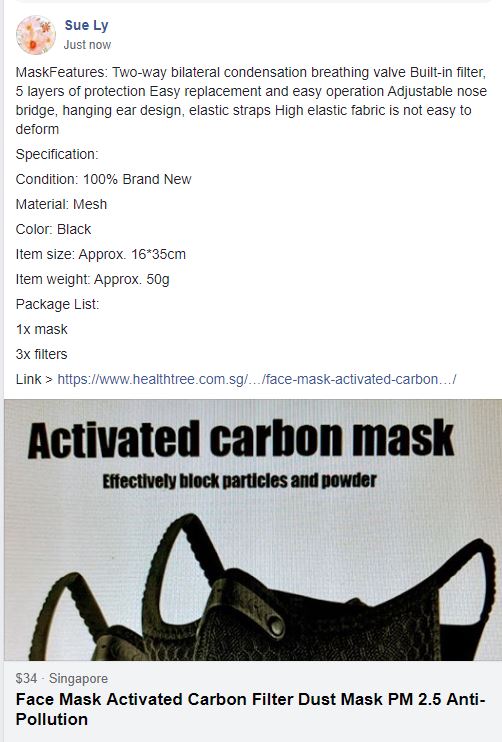 Sue Ly
Just now
MaskFeatures: Two-way bilateral condensation breathing valve Built-in filter,
5 layers of protection Easy replacement and easy operation Adjustable nose
bridge, hanging ear design, elastic straps High elastic fabric is not easy to
deform
Specification:
Condition: 100% Brand New
Material: Mesh
Color: Black
Item size: Approx. 16*35cm
Item weight: Approx. 50g
Package List:
1x mask
3x filters
Link > https://www.healthtree.com.sg/…/face-mask-activated-carbon…/
Activated carbon mask
Effectively block particles and powder
$34 · Singapore
Face Mask Activated Carbon Filter Dust Mask PM 2.5 Anti-
Pollution